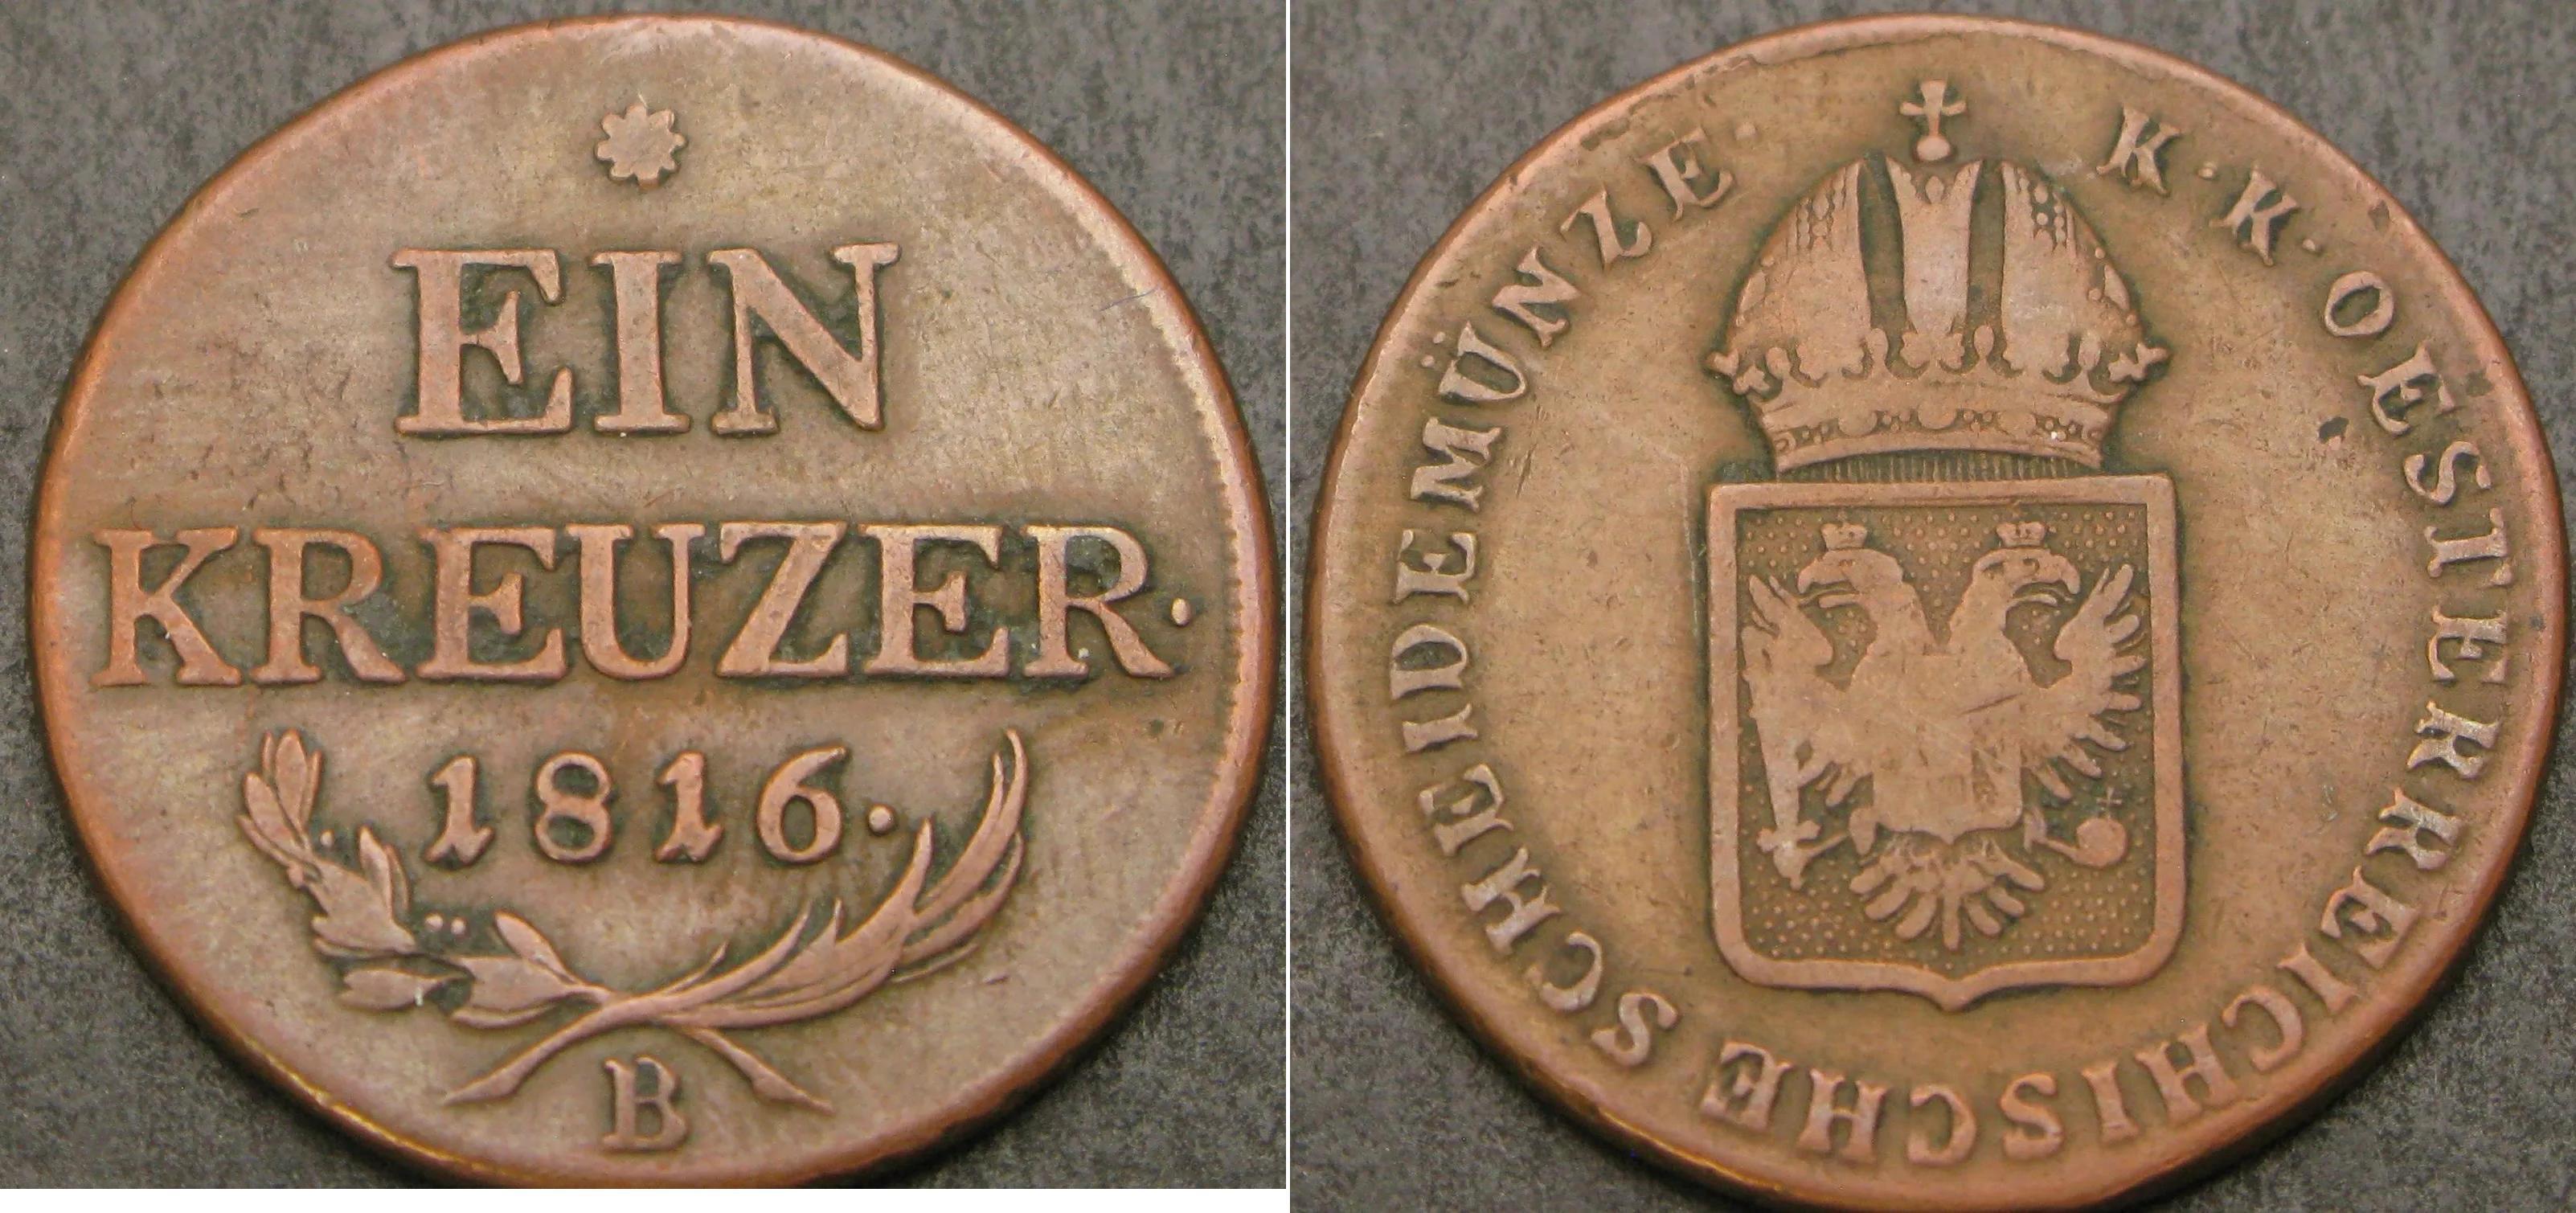 EIN
KREUZER.
1816.
B
K·K·OESTERREICHISCHE SCHEIDEMÜNZE·